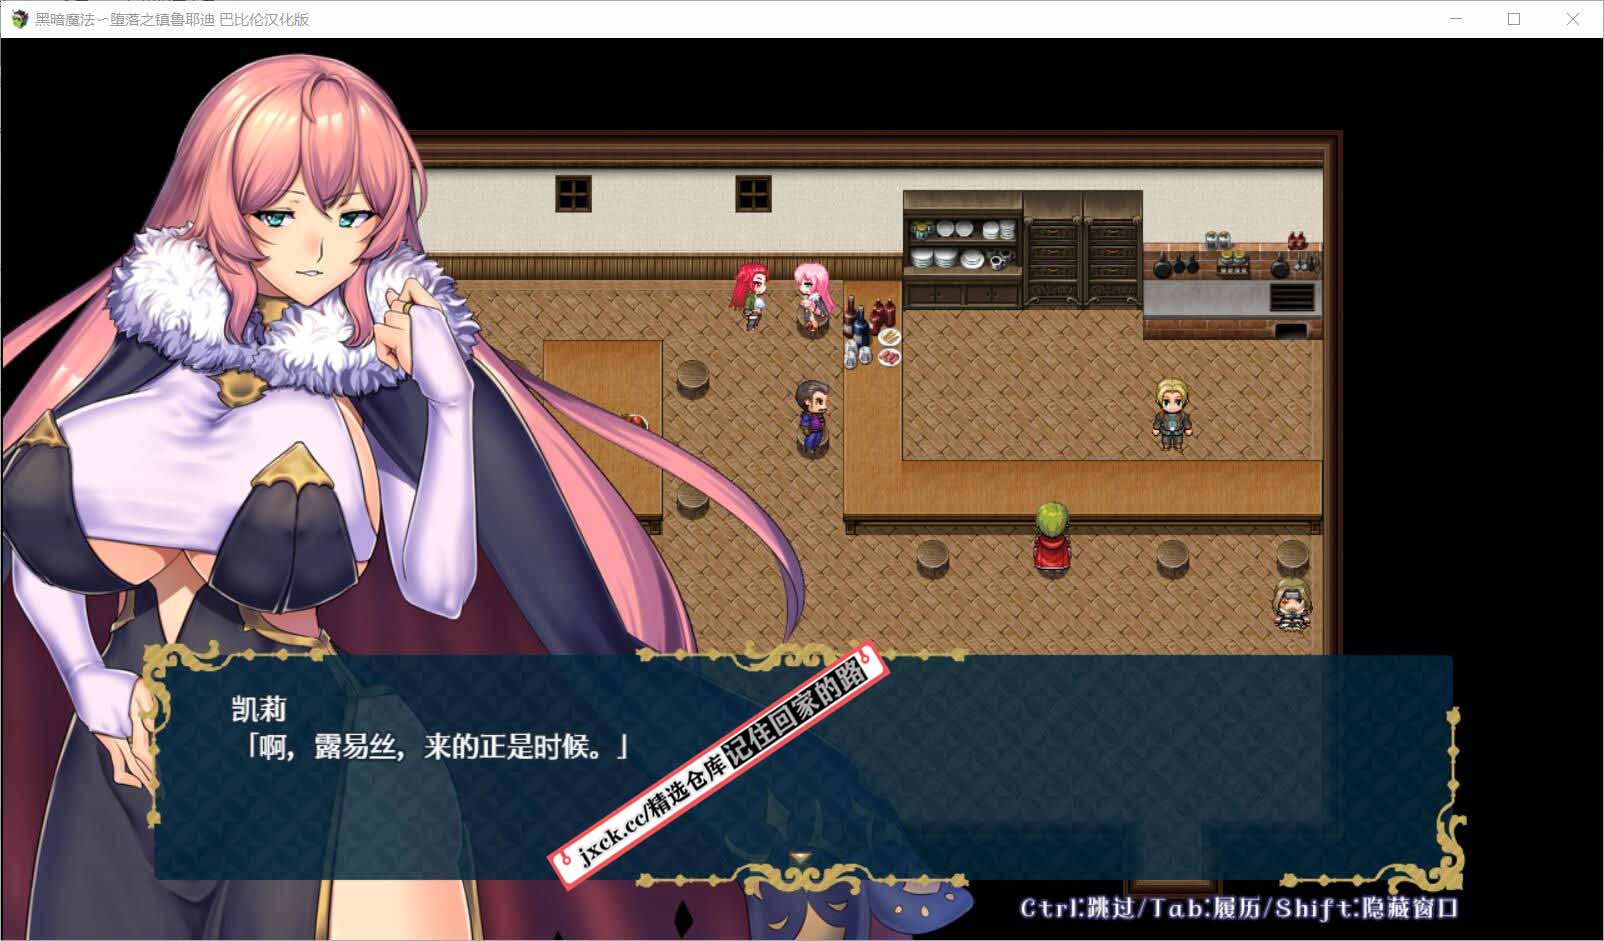 黑暗魔法∽堕落之镇鲁耶迪 巴比伦汉化版
凯莉
「啊，露易丝，来的正是时候。」
jxck.cc/精选仓库记住回家的路
Ctrl:跳过/Tab:履历/Shift:隐藏窗口